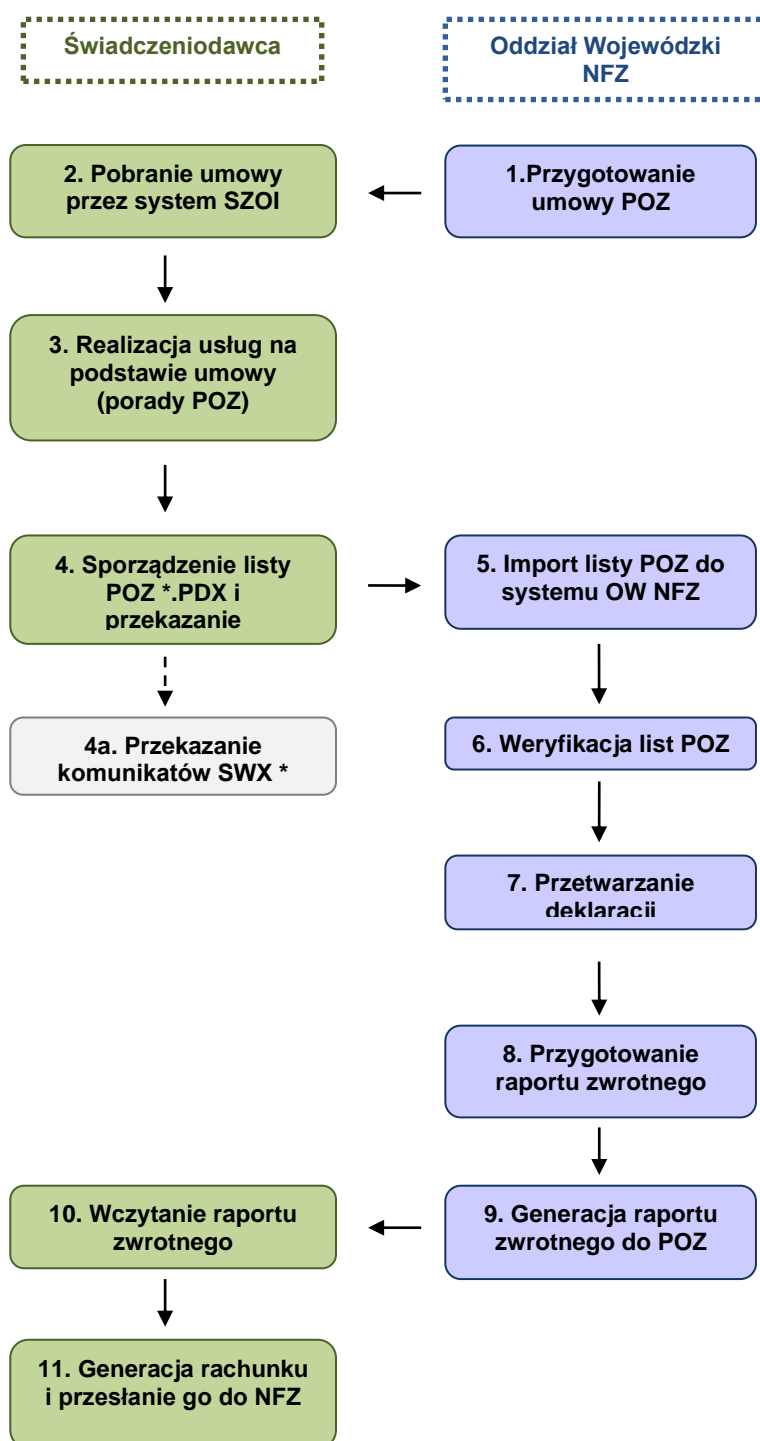 Świadczeniodawca
Oddział Wojewódzki
NFZ
2. Pobranie umowy
przez system SZOI
1.Przygotowanie
umowy POZ
3. Realizacja usług na
podstawie umowy
(porady POZ)
4. Sporządzenie listy
POZ *.PDX i
przekazanie
5. Import listy POZ do
systemu OW NFZ
4a. Przekazanie
komunikatów SWX *
6. Weryfikacja list POZ
7. Przetwarzanie
deklaracji
8. Przygotowanie
raportu zwrotnego
10. Wczytanie raportu
zwrotnego
9. Generacja raportu
zwrotnego do POZ
11. Generacja rachunku
i przesłanie go do NFZ